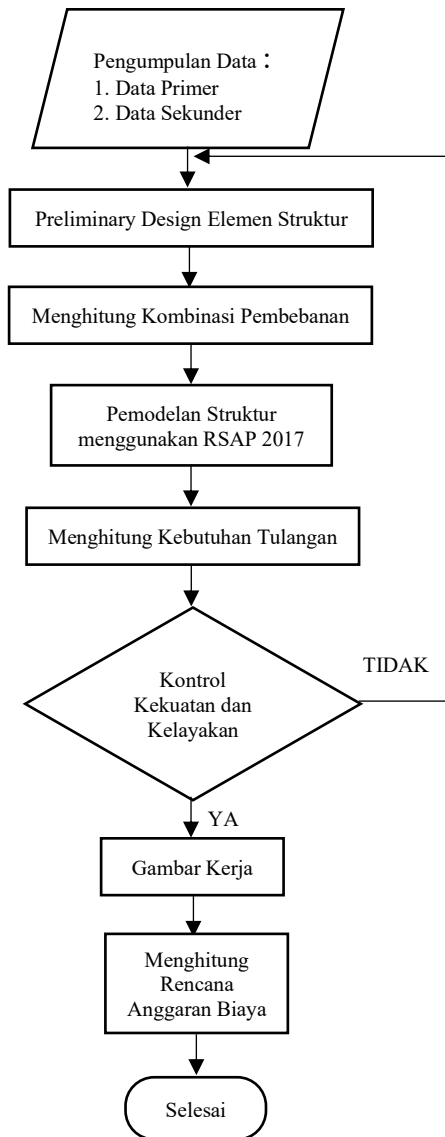 Pengumpulan Data :
1. Data Primer
2. Data Sekunder
Preliminary Design Elemen Struktur
Menghitung Kombinasi Pembebanan
Pemodelan Struktur
menggunakan RSAP 2017
Menghitung Kebutuhan Tulangan
Kontrol
Kekuatan dan
Kelayakan
TIDAK
YA
Gambar Kerja
Menghitung
Rencana
Anggaran Biaya
Selesai